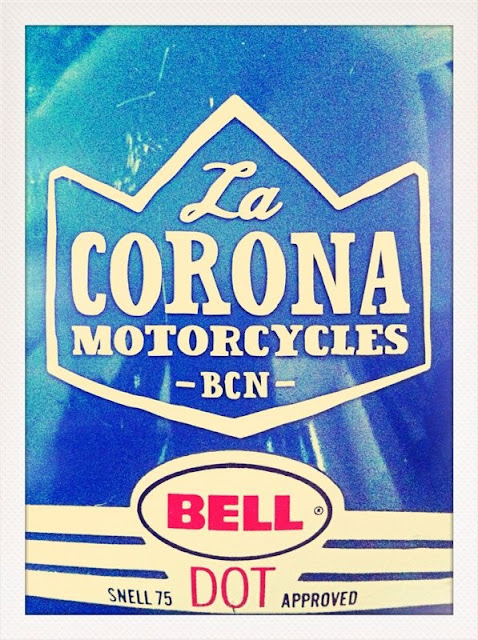 La
CORONA
MOTORCYCLES
-BCN-
BELL®
SNELL 75 DOT APPROVED